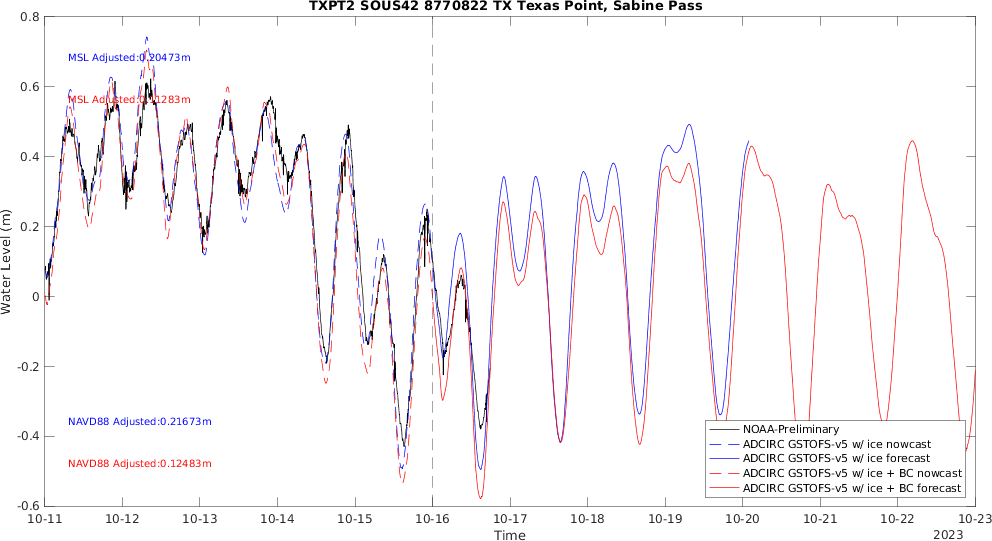 TXPT2 SOUS42 8770822 TX Texas Point, Sabine Pass
0.8
0.6
0.4
0.2
0
-0.2
-0.4
-0.6
Water Level (m)
MSL Adjusted:0.20473m
MSL Adjusted:0.11283m
NAVD88 Adjusted:0.21673m
NAVD88 Adjusted:0.12483m
NOAA-Preliminary
ADCIRC GSTOFS-v5 w/ ice nowcast
ADCIRC GSTOFS-v5 w/ ice forecast
ADCIRC GSTOFS-v5 w/ ice + BC nowcast
ADCIRC GSTOFS-v5 w/ ice + BC forecast
10-11 10-12 10-13 10-14 10-15 10-16 10-17 10-18 10-19 10-20 10-21 10-22 10-23
Time
2023